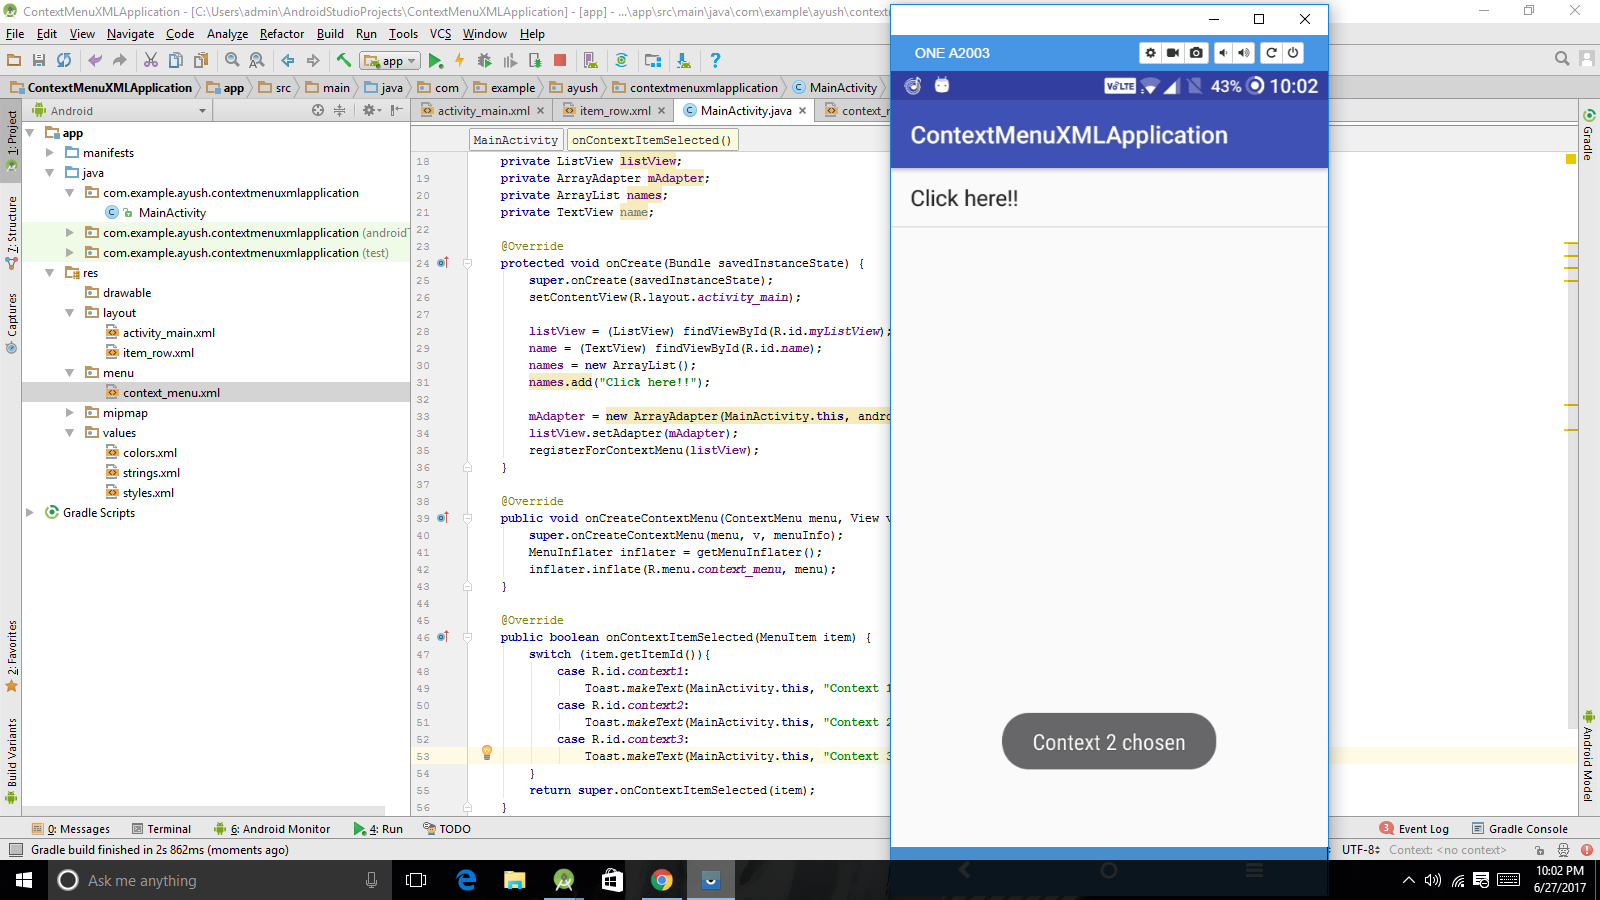 ContextMenuXMLApplication - [C:\Users\admin\AndroidStudioProjects\ContextMenuXMLApplication] - [app] - ...\app\src\main\java\com\example\ayush\contextm
File Edit View Navigate Code Analyze Refactor Build Run Tools VCS Window Help
app
ContextMenuXMLApplication app src main java com example ayush contextmenuxmlapplication MainActivity
Android
activity_main.xml item_row.xml MainActivity.java context_
MainActivity onContextItemSelected()
1: Project
7: Structure
Captures
2: Favorites
Build Variants
app
manifests
java
com.example.ayush.contextmenuxmlapplication
MainActivity
com.example.ayush.contextmenuxmlapplication (android
com.example.ayush.contextmenuxmlapplication (test)
res
drawable
layout
activity_main.xml
item_row.xml
menu
context_menu.xml
mipmap
values
colors.xml
strings.xml
styles.xml
Gradle Scripts
18 private ListView listView;
19 private ArrayAdapter mAdapter;
20 private ArrayList names;
21 private TextView name;
22
23 @Override
24 protected void onCreate(Bundle savedInstanceState) {
25 super.onCreate(savedInstanceState);
26 setContentView(R.layout.activity_main);
27
28 listView = (ListView) findViewById(R.id.myListView);
29 name = (TextView) findViewById(R.id.name);
30 names = new ArrayList();
31 names.add("Click here!!");
32
33 mAdapter = new ArrayAdapter(MainActivity.this, andro
34 listView.setAdapter(mAdapter);
35 registerForContextMenu(listView);
36 }
37
38 @Override
39 public void onCreateContextMenu(ContextMenu menu, View v
40 super.onCreateContextMenu(menu, v, menuInfo);
41 MenuInflater inflater = getMenuInflater();
42 inflater.inflate(R.menu.context_menu, menu);
43 }
44
45 @Override
46 public boolean onContextItemSelected(MenuItem item) {
47 switch (item.getItemId()){
48 case R.id.context1:
49 Toast.makeText(MainActivity.this, "Context 1
50 case R.id.context2:
51 Toast.makeText(MainActivity.this, "Context 2
52 case R.id.context3:
53 Toast.makeText(MainActivity.this, "Context 3
54 }
55 return super.onContextItemSelected(item);
56 }
ONE A2003
VoLTE 43% 10:02
ContextMenuXMLApplication
Click here!!
Context 2 chosen
Gradle
Android Model
0: Messages Terminal 6: Android Monitor 4: Run TODO
3 Event Log Gradle Console
Gradle build finished in 2s 862ms (moments ago)
UTF-8 Context: <no context>
Ask me anything
10:02 PM
6/27/2017